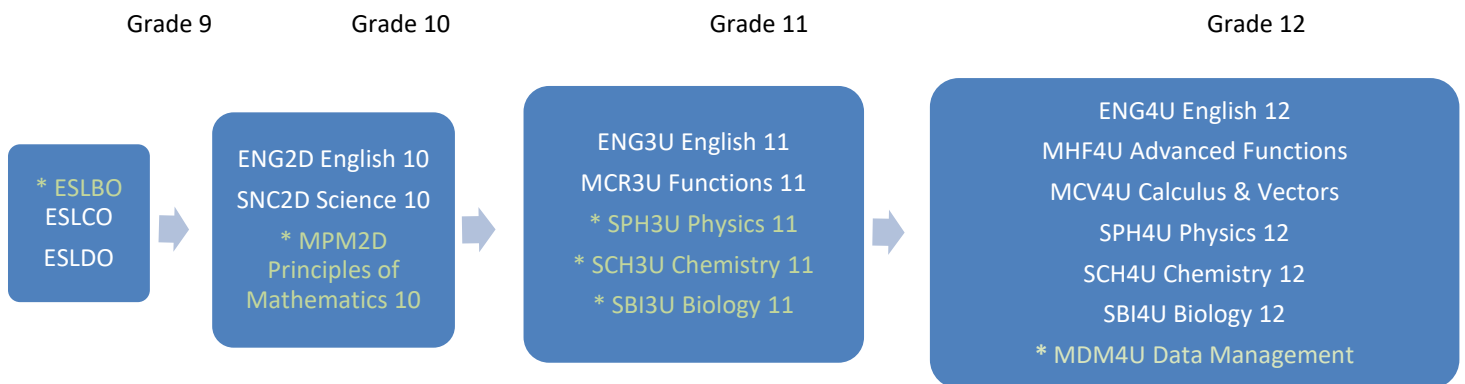 Grade 9
Grade 10
Grade 11
Grade 12
* ESLBO
ESLCO
ESLDO
ENG2D English 10
SNC2D Science 10
* MPM2D
Principles of
Mathematics 10
ENG3U English 11
MCR3U Functions 11
* SPH3U Physics 11
* SCH3U Chemistry 11
* SBI3U Biology 11
ENG4U English 12
MHF4U Advanced Functions
MCV4U Calculus & Vectors
SPH4U Physics 12
SCH4U Chemistry 12
SBI4U Biology 12
* MDM4U Data Management